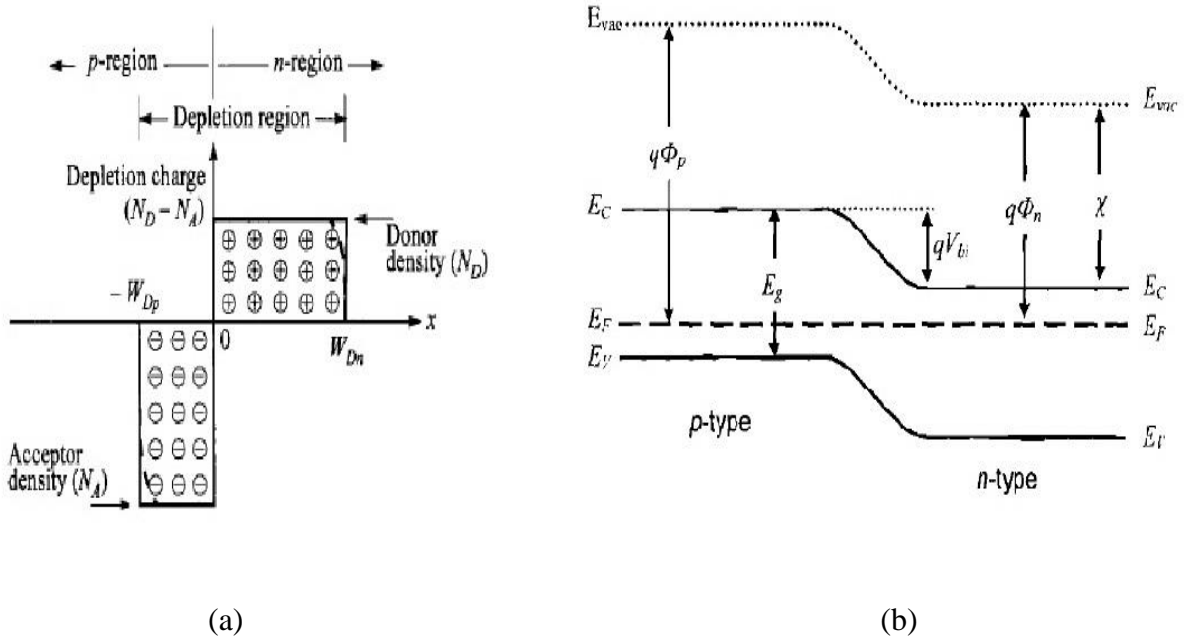 p-region
n-region
Depletion region
Depletion charge
(N_D − N_A)
Donor
density (N_D)
− W_Dp
0
W_Dn
x
Acceptor
density (N_A)
(a)
E_vac
E_vac
qΦ_p
qΦ_n
χ
E_C
qV_bi
E_g
E_C
E_F
E_F
E_V
E_V
p-type
n-type
(b)